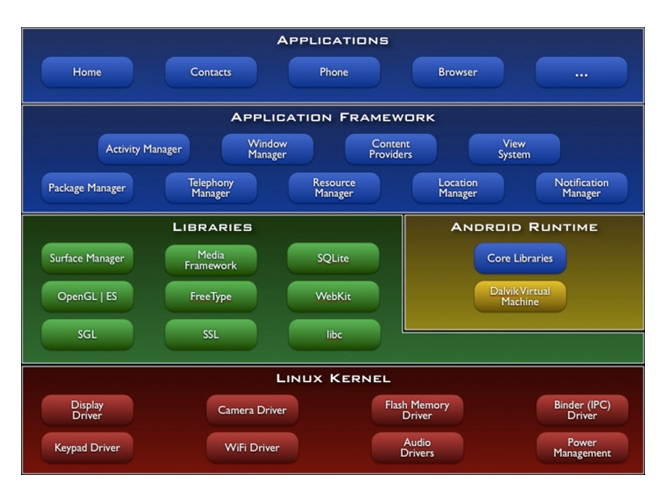 APPLICATIONS
Home
Contacts
Phone
Browser
...
APPLICATION FRAMEWORK
Activity Manager
Window
Manager
Content
Providers
View
System
Package Manager
Telephony
Manager
Resource
Manager
Location
Manager
Notification
Manager
LIBRARIES
Surface Manager
Media
Framework
SQLite
OpenGL | ES
FreeType
WebKit
SGL
SSL
libc
ANDROID RUNTIME
Core Libraries
Dalvik Virtual
Machine
LINUX KERNEL
Display
Driver
Camera Driver
Flash Memory
Driver
Binder (IPC)
Driver
Keypad Driver
WiFi Driver
Audio
Drivers
Power
Management